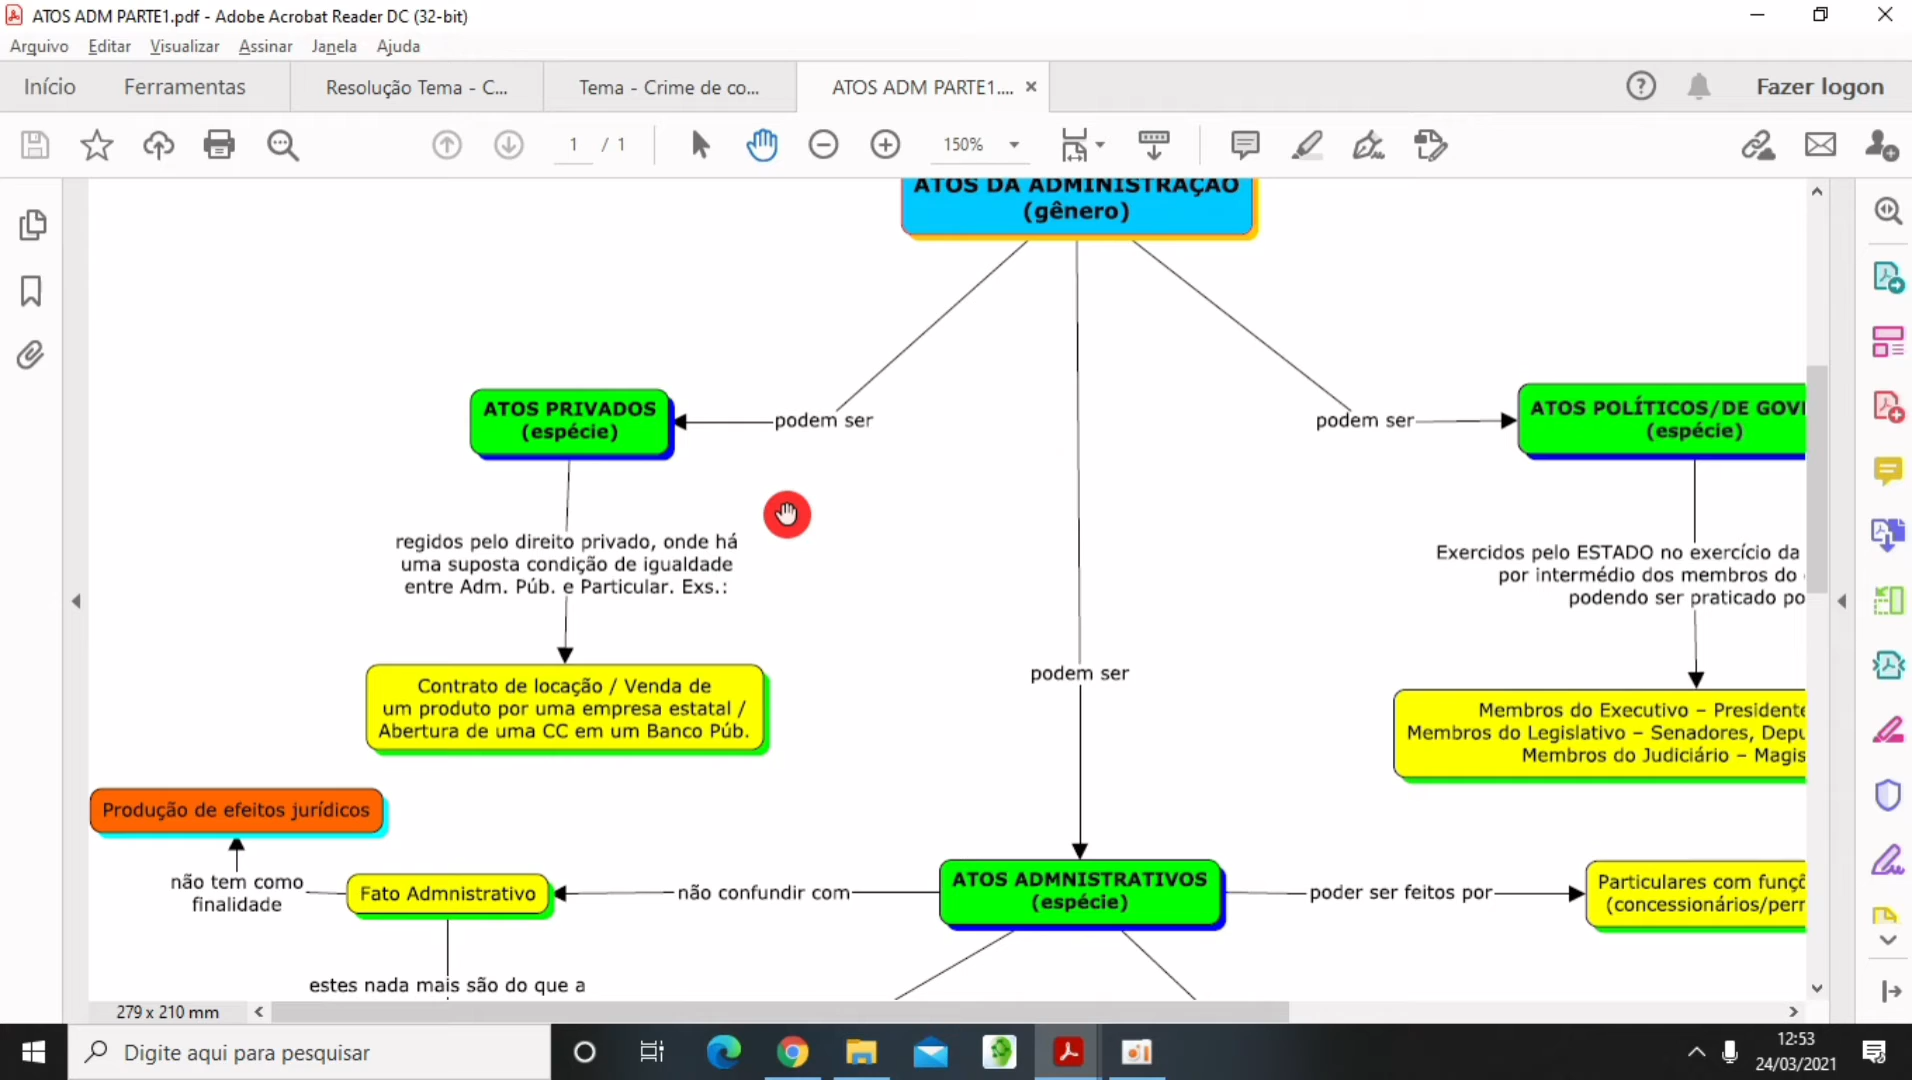 ATOS ADM PARTE1.pdf - Adobe Acrobat Reader DC (32-bit)
Arquivo Editar Visualizar Assinar Janela Ajuda
Início Ferramentas Resolução Tema - C... Tema - Crime de co... ATOS ADM PARTE1.... × Fazer logon
1 / 1 150%
ATOS DA ADMINISTRAÇÃO
(gênero)
ATOS PRIVADOS
(espécie)
podem ser
podem ser
ATOS POLÍTICOS/DE GOV
(espécie)
regidos pelo direito privado, onde há
uma suposta condição de igualdade
entre Adm. Púb. e Particular. Exs.:
Exercidos pelo ESTADO no exercício da
por intermédio dos membros do
podendo ser praticado po
podem ser
Contrato de locação / Venda de
um produto por uma empresa estatal /
Abertura de uma CC em um Banco Púb.
Membros do Executivo – Presidente
Membros do Legislativo – Senadores, Depu
Membros do Judiciário – Magis
Produção de efeitos jurídicos
não tem como
finalidade
Fato Admnistrativo
não confundir com
ATOS ADMNISTRATIVOS
(espécie)
poder ser feitos por
Particulares com funçõ
(concessionários/perr
estes nada mais são do que a
279 x 210 mm
Digite aqui para pesquisar
12:53
24/03/2021